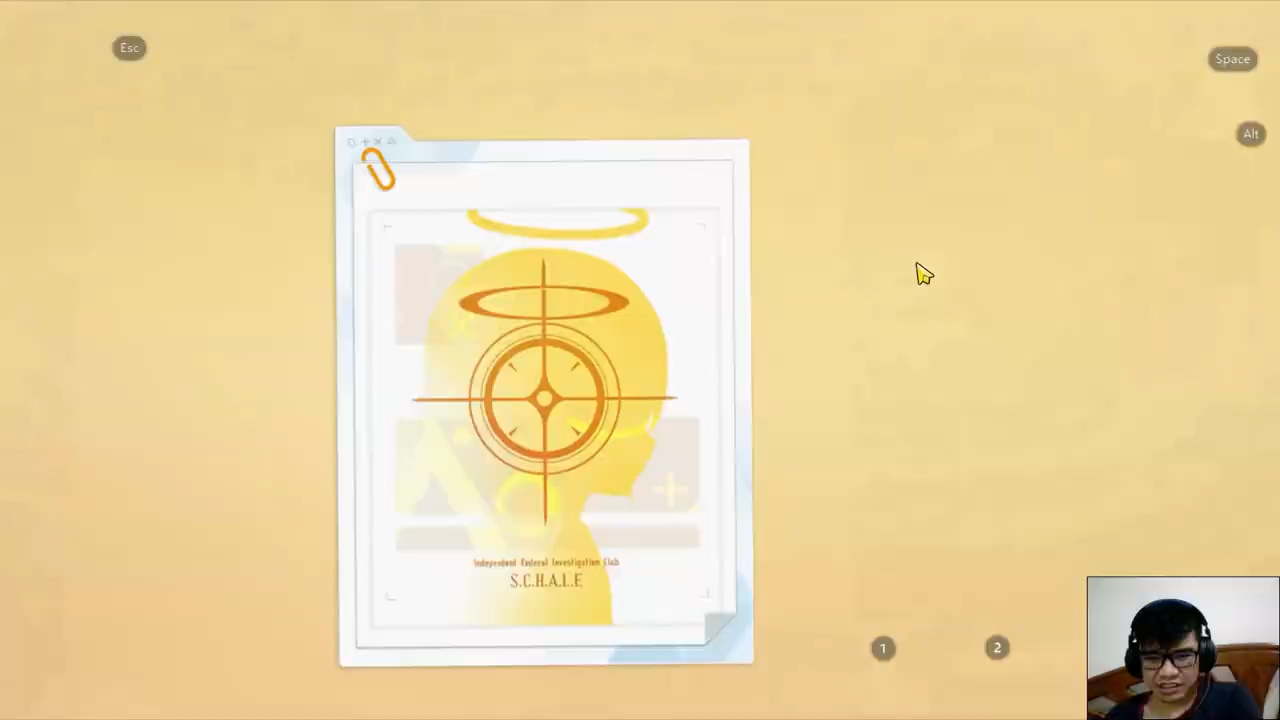 Esc
Space
Alt
Independent Federal Investigation Club
S.C.H.A.L.E
1
2